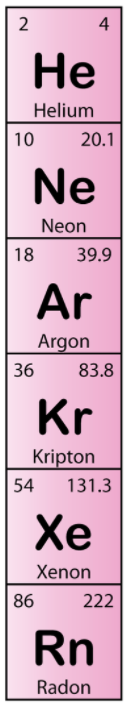 2 4
He
Helium
10 20.1
Ne
Neon
18 39.9
Ar
Argon
36 83.8
Kr
Kripton
54 131.3
Xe
Xenon
86 222
Rn
Radon